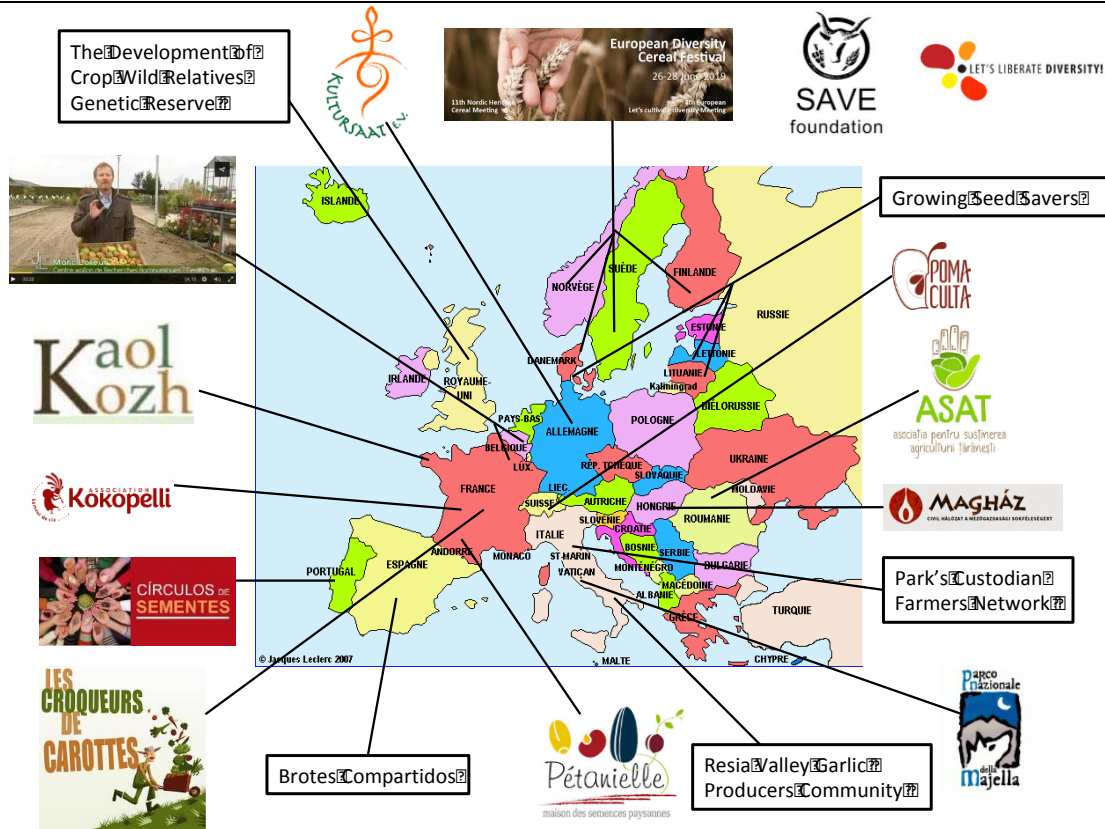 The Development of
Crop Wild Relatives
Genetic Reserve
KULTURSAAT e.V.
European Diversity
Cereal Festival
26-28 June 2019
11th Nordic Heritage
Cereal Meeting
Let's cultivate diversity Meeting
SAVE
foundation
LET'S LIBERATE DIVERSITY!
Growing Seed Savers
POMA
CULTA
ASAT
asociația pentru susținerea
agriculturii țărănești
MAGHÁZ
CIVIL HÁLÓZAT A MEZŐGAZDASÁGI SOKFÉLESÉGÉRT
Park's Custodian
Farmers Network
PARCO
NAZIONALE
della
Majella
Resia Valley Garlic
Producers Community
Pétanielle
maison des semences paysannes
Brotes Compartidos
LES
CROQUEURS
DE
CAROTTES
CÍRCULOS DE
SEMENTES
ASSOCIATION
KOKOPELLI
Kaol
Kozh
ISLANDE
NORVÈGE
SUÈDE
FINLANDE
RUSSIE
ESTONIE
LETTONIE
LITUANIE
Kaliningrad
DANEMARK
IRLANDE
ROYAUME-
UNI
PAYS-BAS
BELGIQUE
LUX.
ALLEMAGNE
POLOGNE
BIÉLORUSSIE
UKRAINE
RÉP. TCHÈQUE
SLOVAQUIE
MOLDAVIE
FRANCE
LIEC.
SUISSE
AUTRICHE
HONGRIE
ROUMANIE
SLOVÉNIE
CROATIE
ITALIE
BOSNIE
SERBIE
ANDORRE
MONACO
ST-MARIN
VATICAN
MONTÉNÉGRO
BULGARIE
MACÉDOINE
ALBANIE
PORTUGAL
ESPAGNE
GRÈCE
TURQUIE
© Jacques Leclerc 2007
MALTE
CHYPRE